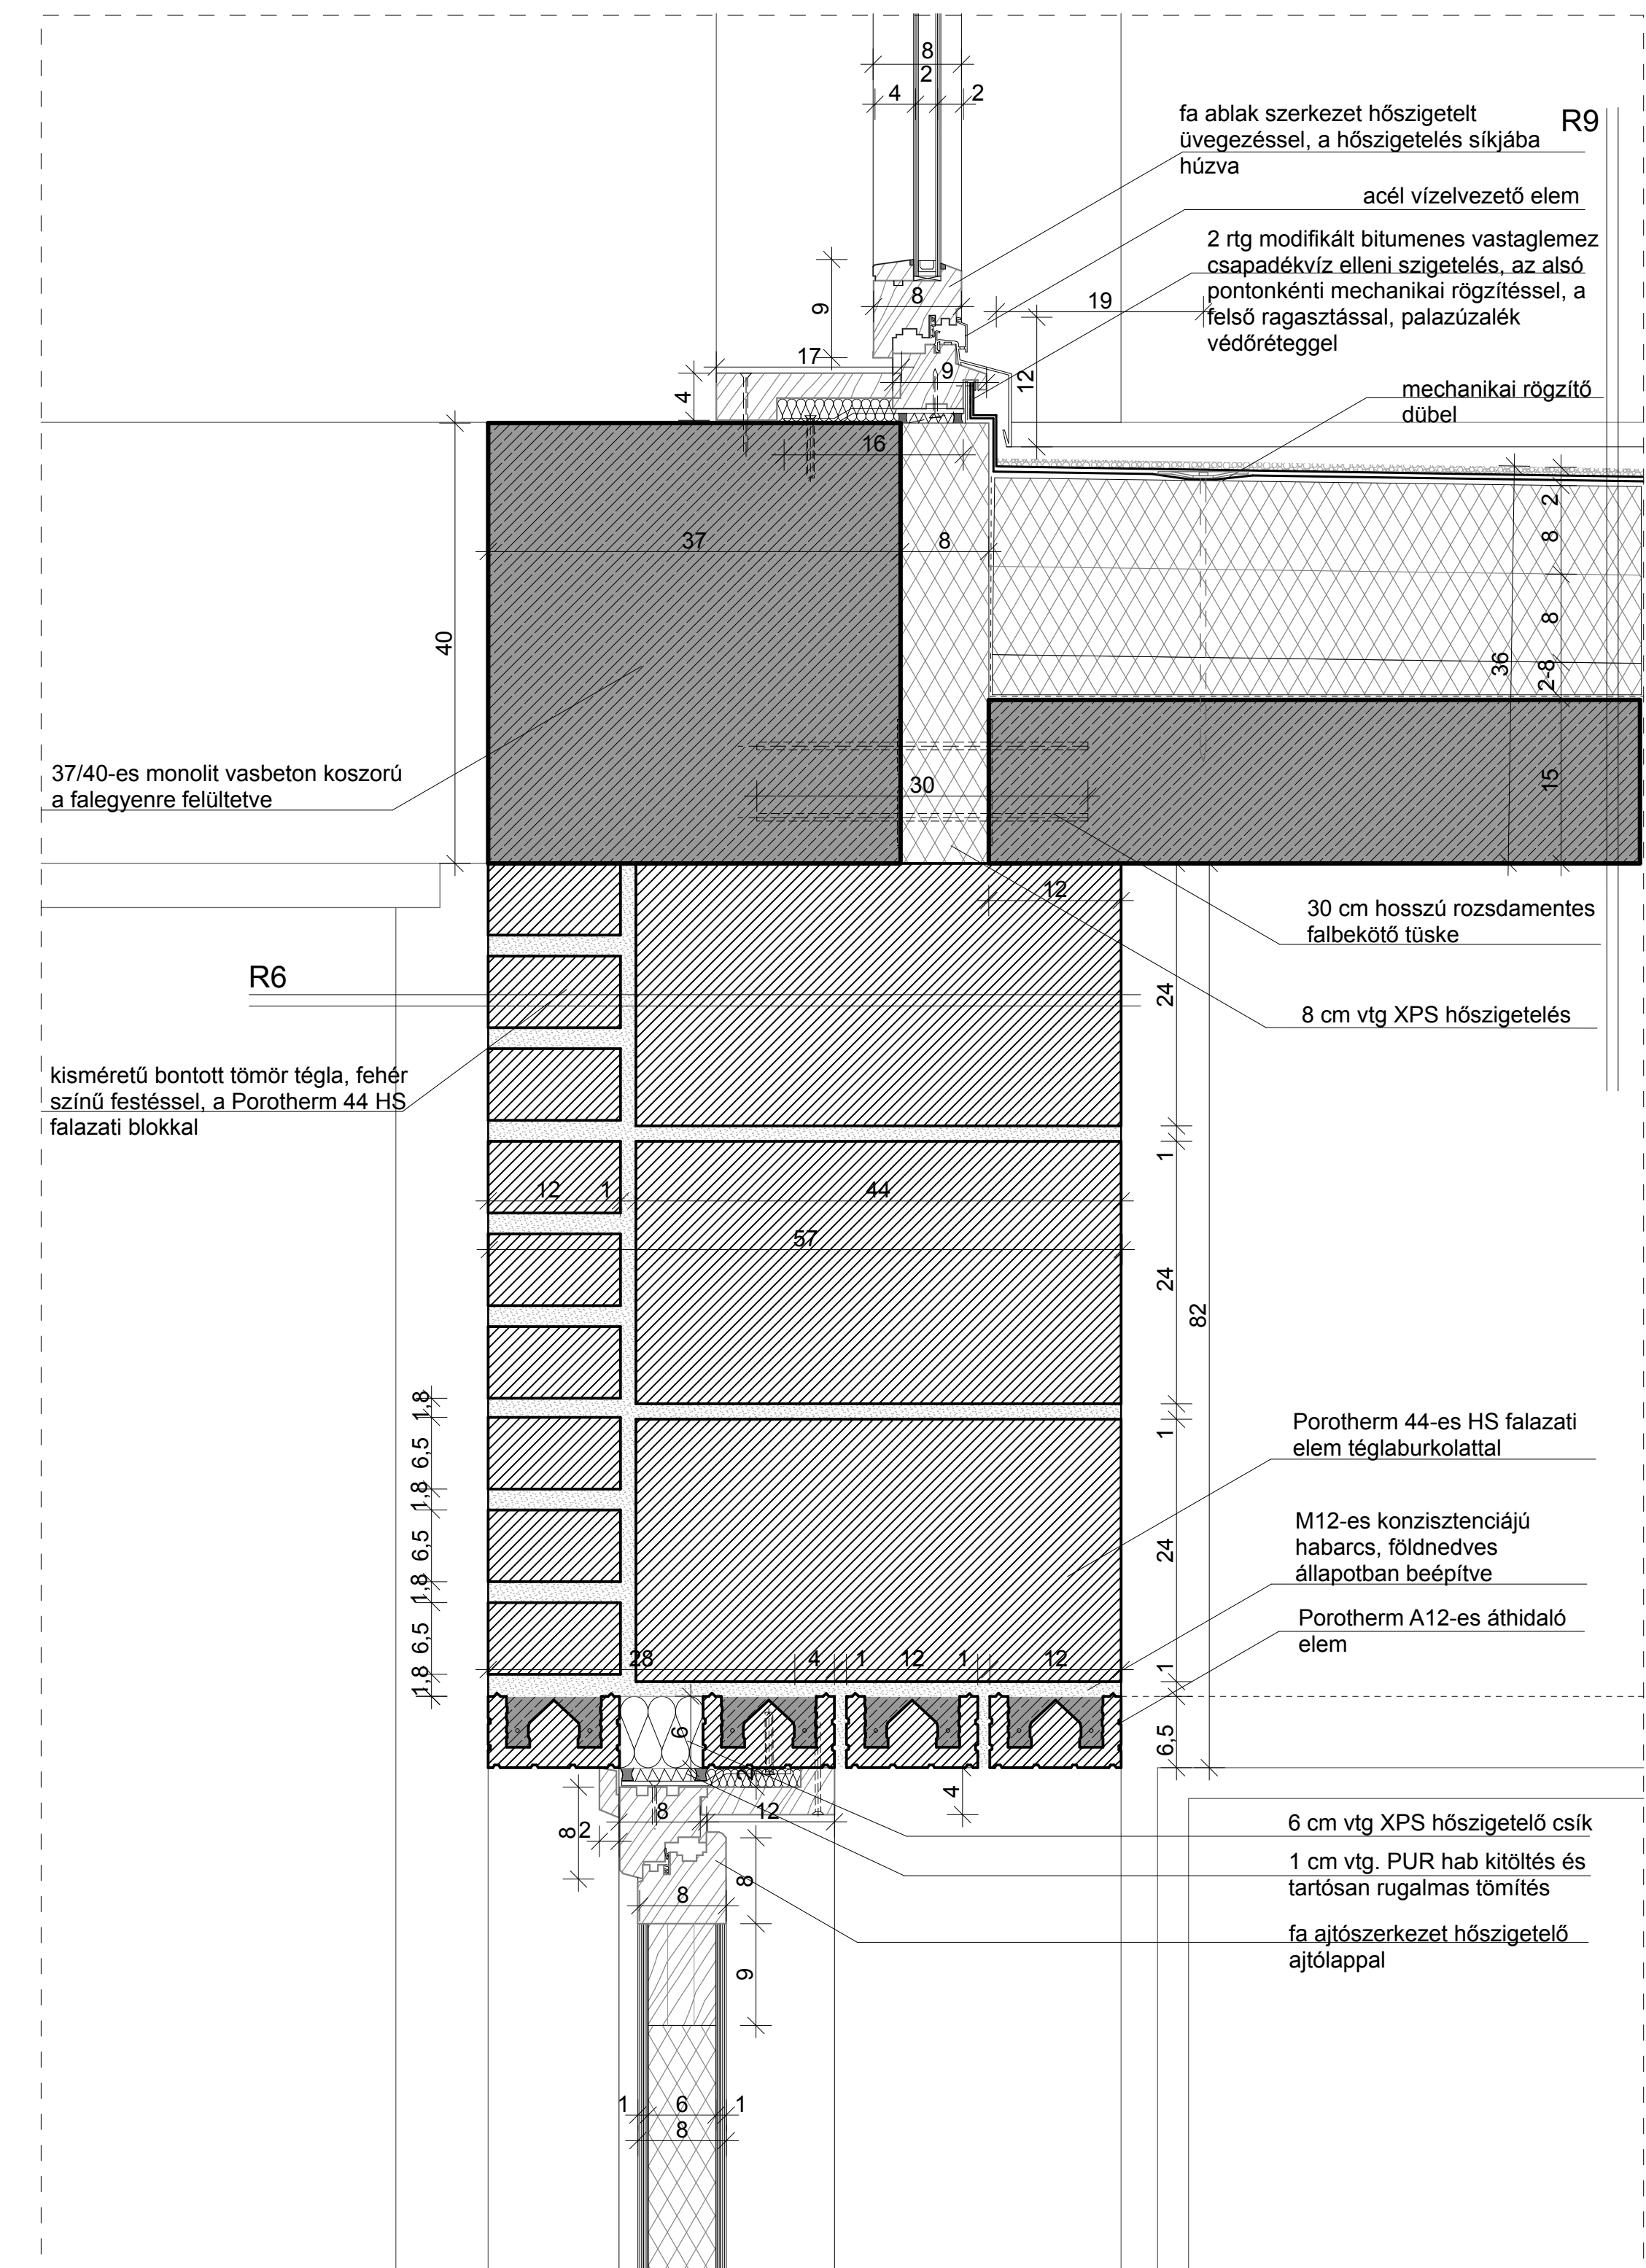 8
2
4
2
fa ablak szerkezet hőszigetelt
üvegezéssel, a hőszigetelés síkjába
húzva
R9
acél vízelvezető elem
2 rtg modifikált bitumenes vastaglemez
csapadékvíz elleni szigetelés, az alsó
pontonkénti mechanikai rögzítéssel, a
felső ragasztással, palazúzalék
védőréteggel
9
8
19
17
9
12
4
mechanikai rögzítő
dübel
16
37
8
40
2
8
8
2-8
36
15
37/40-es monolit vasbeton koszorú
a falegyenre felültetve
30
12
30 cm hosszú rozsdamentes
falbekötő tüske
R6
24
8 cm vtg XPS hőszigetelés
kisméretű bontott tömör tégla, fehér
színű festéssel, a Porotherm 44 HS
falazati blokkal
1
12
1
44
57
24
82
1,8
6,5
1,8
6,5
1,8
6,5
1,8
1
Porotherm 44-es HS falazati
elem téglaburkolattal
24
M12-es konzisztenciájú
habarcs, földnedves
állapotban beépítve
Porotherm A12-es áthidaló
elem
28
4
1
12
1
12
1
6
6,5
2
4
8
12
8
2
6 cm vtg XPS hőszigetelő csík
1 cm vtg. PUR hab kitöltés és
tartósan rugalmas tömítés
8
8
fa ajtószerkezet hőszigetelő
ajtólappal
9
1
6
1
8